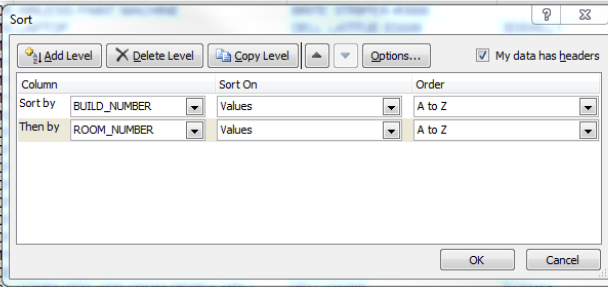 Sort
Add Level Delete Level Copy Level Options... My data has headers
Column Sort On Order
Sort by BUILD_NUMBER Values A to Z
Then by ROOM_NUMBER Values A to Z
OK Cancel